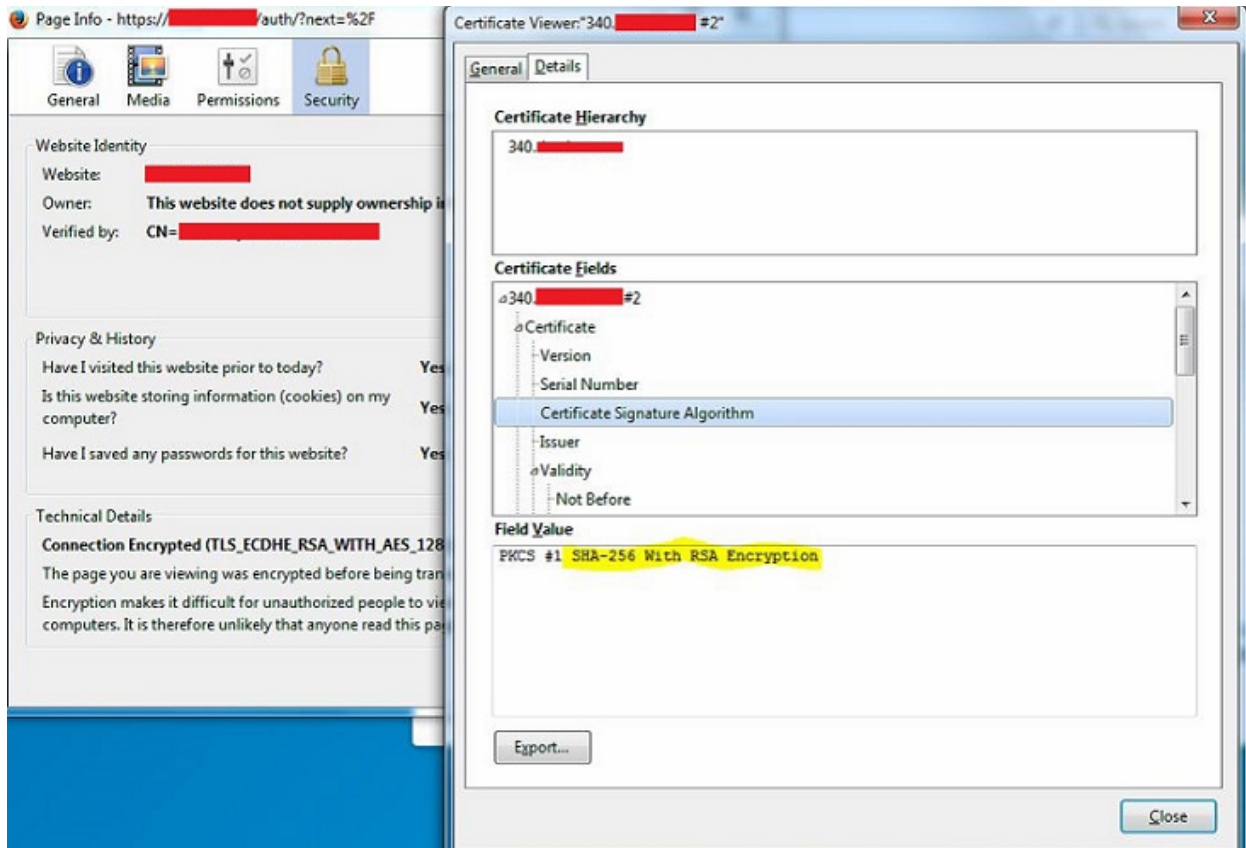 Page Info - https:// /auth/?next=%2F
General Media Permissions Security
Website Identity
Website:
Owner: This website does not supply ownership
Verified by: CN=
Privacy & History
Have I visited this website prior to today? Yes
Is this website storing information (cookies) on my
computer? Yes
Have I saved any passwords for this website? Yes
Technical Details
Connection Encrypted (TLS_ECDHE_RSA_WITH_AES_128
The page you are viewing was encrypted before being tran
Encryption makes it difficult for unauthorized people to vie
computers. It is therefore unlikely that anyone read this pa
Certificate Viewer:"340. #2"
General Details
Certificate Hierarchy
340.
Certificate Fields
340. #2
Certificate
Version
Serial Number
Certificate Signature Algorithm
Issuer
Validity
Not Before
Field Value
PKCS #1 SHA-256 With RSA Encryption
Export...
Close